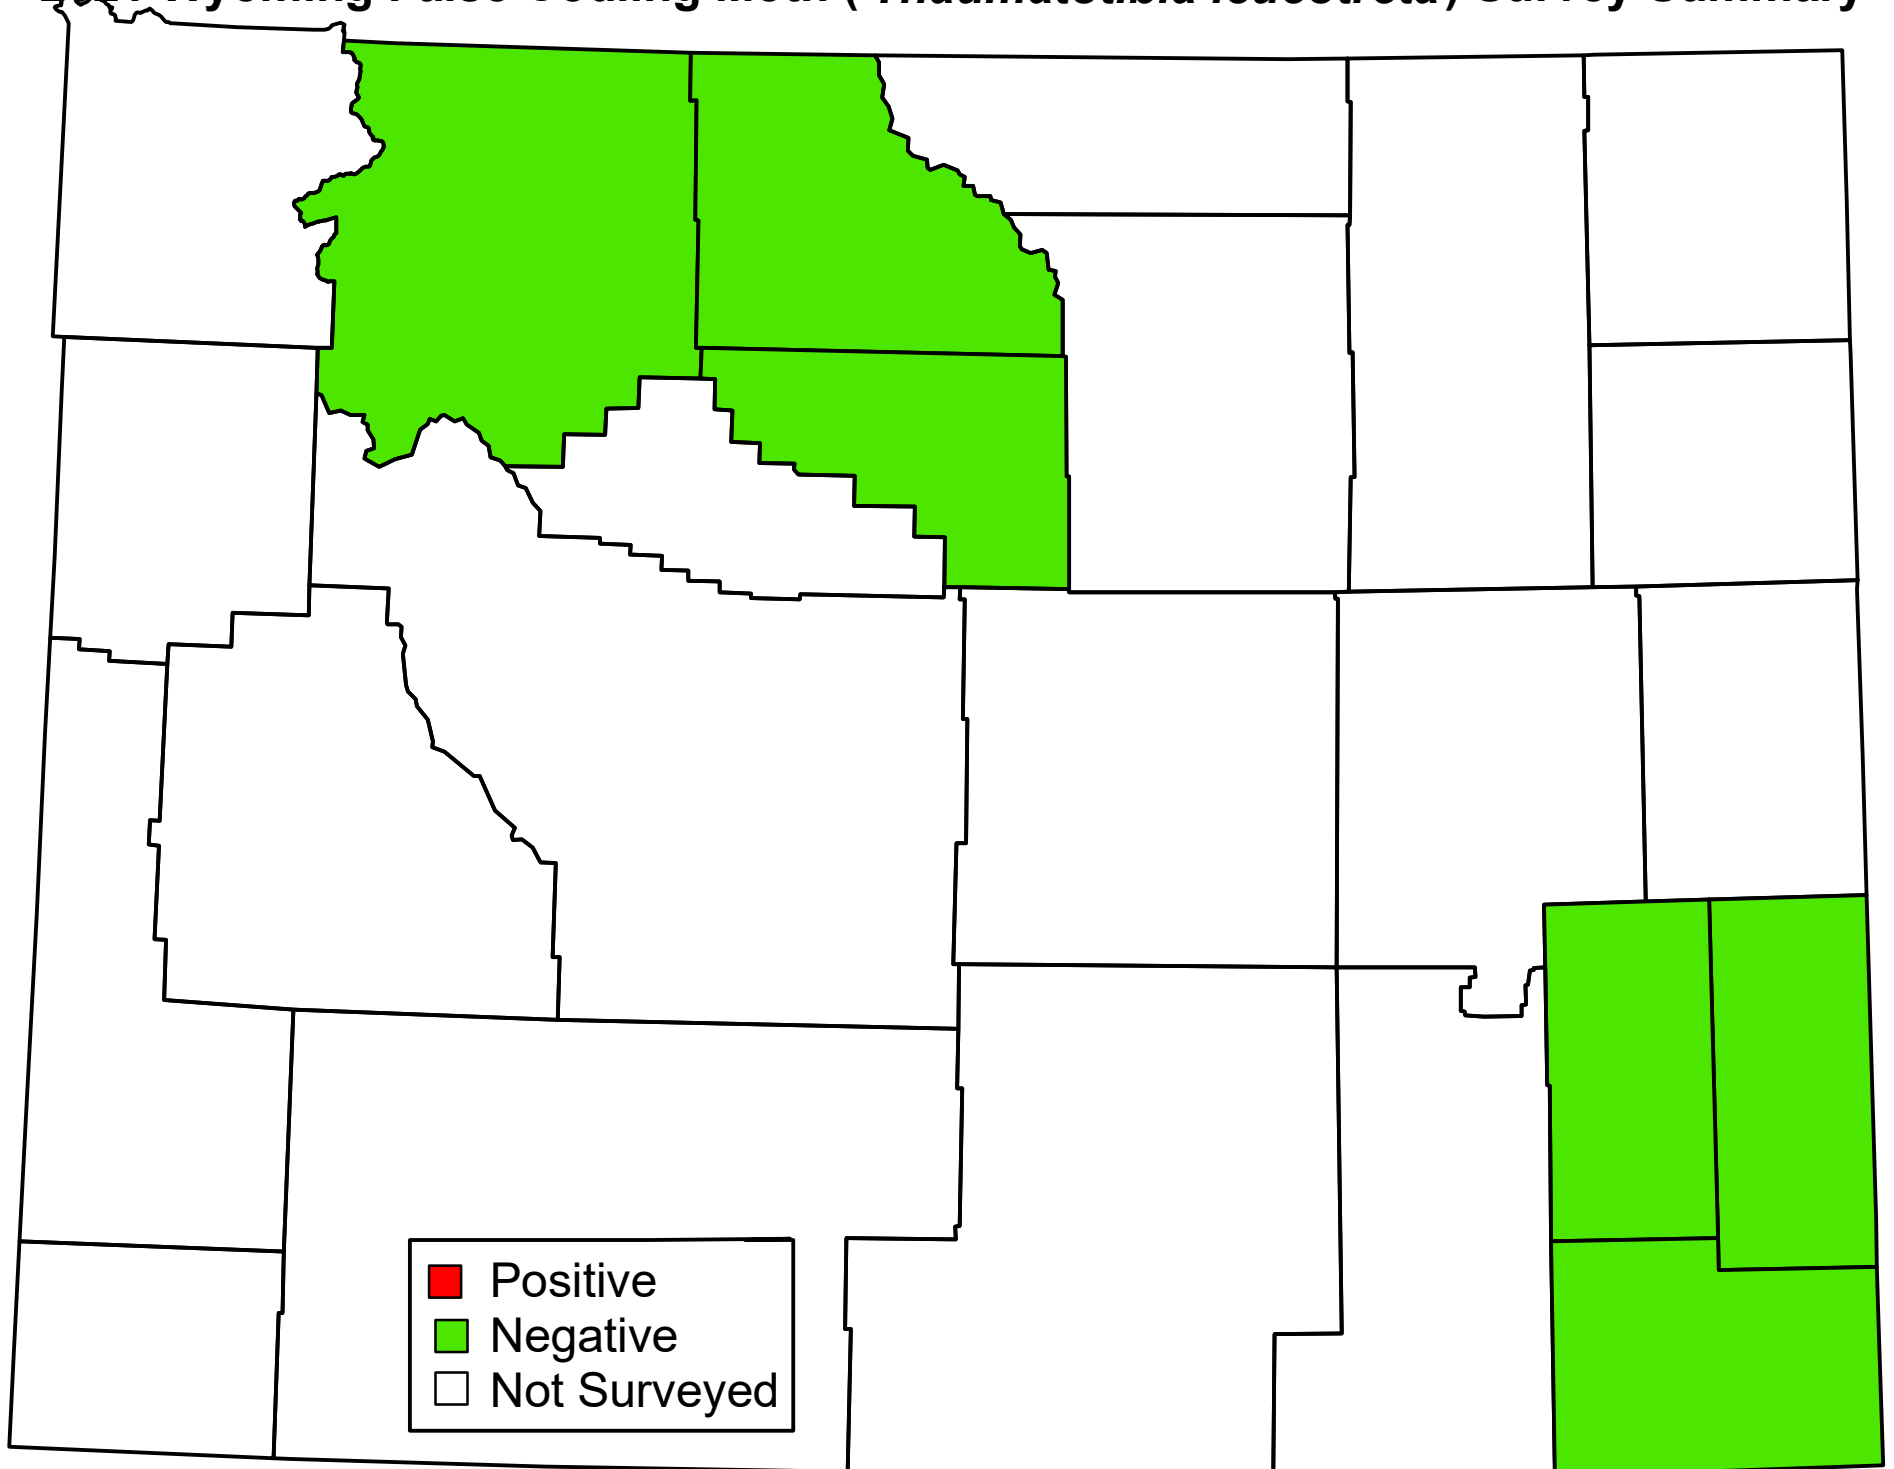 Wyoming False Codling Moth (Thaumatotibia leucotreta) Survey Summary
Positive
Negative
Not Surveyed